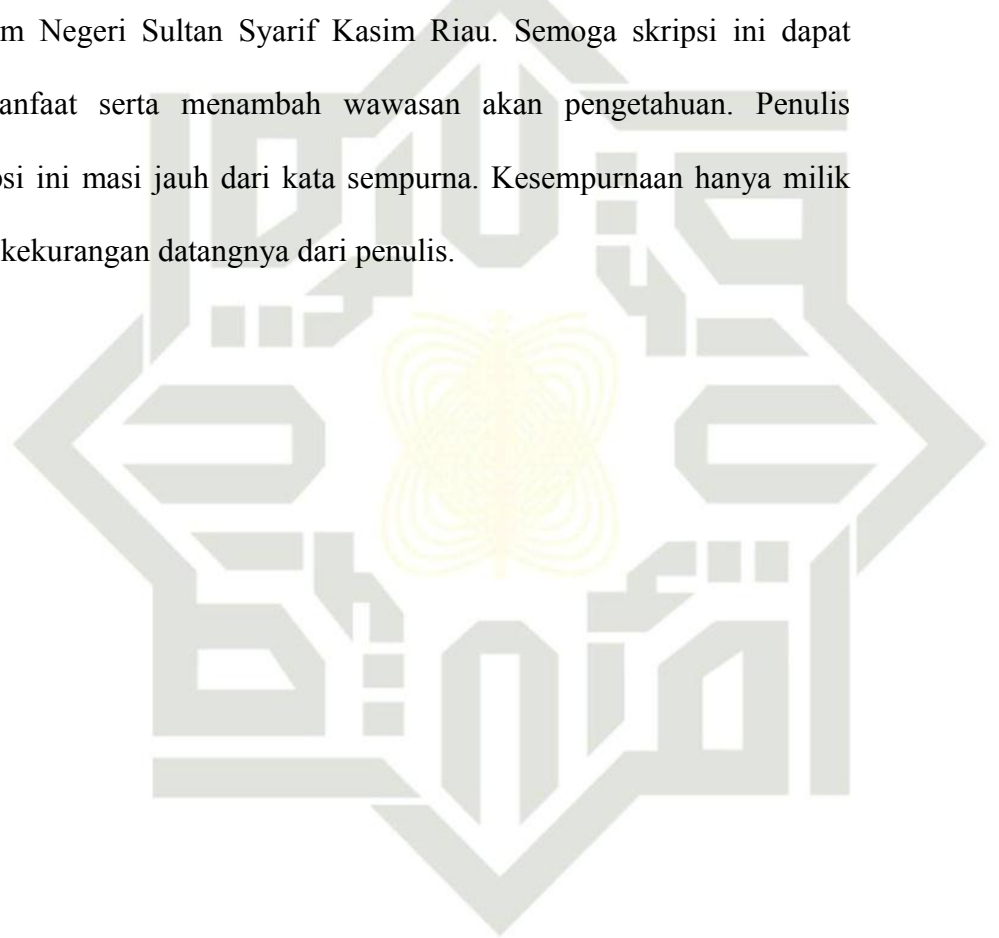 m Negeri Sultan Syarif Kasim Riau. Semoga skripsi ini dapat
anfaat serta menambah wawasan akan pengetahuan. Penulis
si ini masi jauh dari kata sempurna. Kesempurnaan hanya milik
kekurangan datangnya dari penulis.